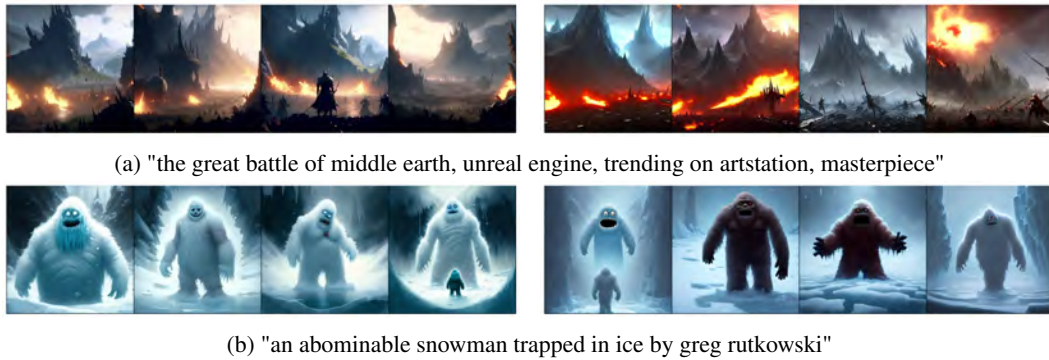 (a) "the great battle of middle earth, unreal engine, trending on artstation, masterpiece"
(b) "an abominable snowman trapped in ice by greg rutkowski"